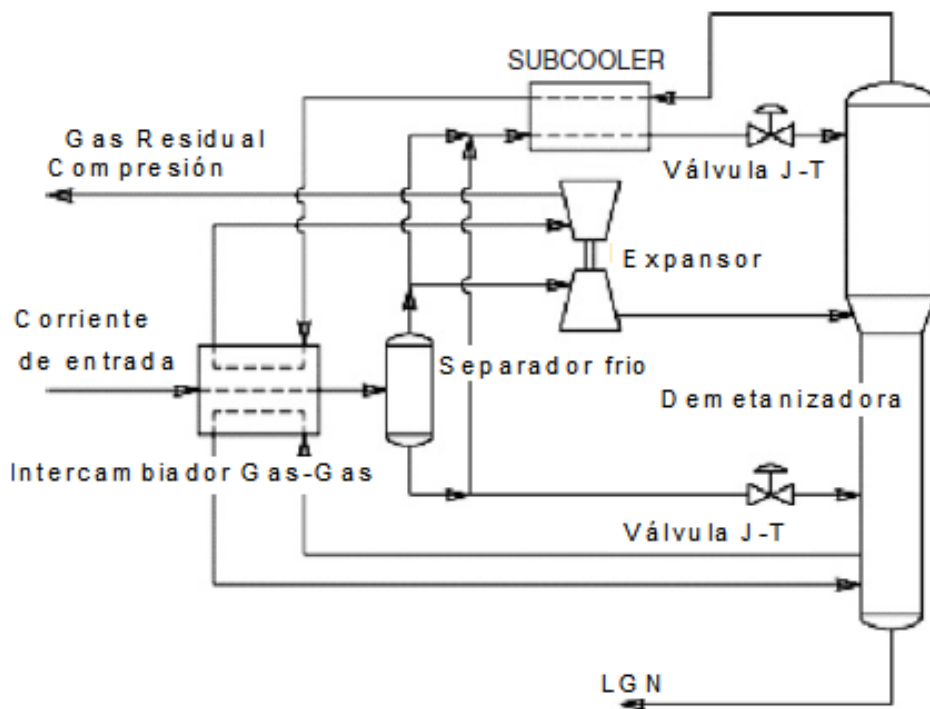 SUBCOOLER
Gas Residual
Compresión
Válvula J-T
Expansor
Corriente
de entrada
Separador frio
Demetanizadora
Intercambiador Gas-Gas
Válvula J-T
LGN